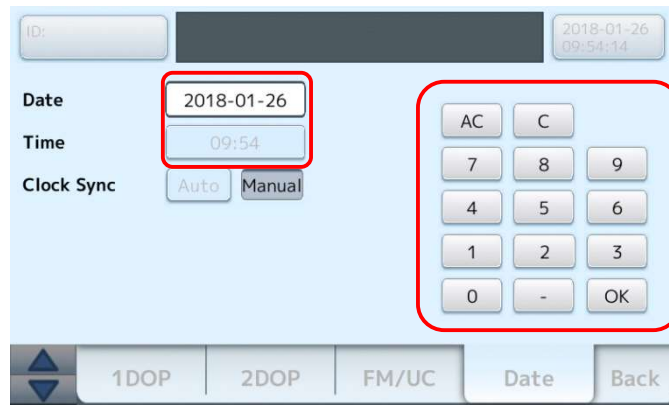 ID:
2018-01-26
09:54:14
Date 2018-01-26
Time 09:54
Clock Sync Auto Manual
AC C
7 8 9
4 5 6
1 2 3
0 - OK
1DOP 2DOP FM/UC Date Back